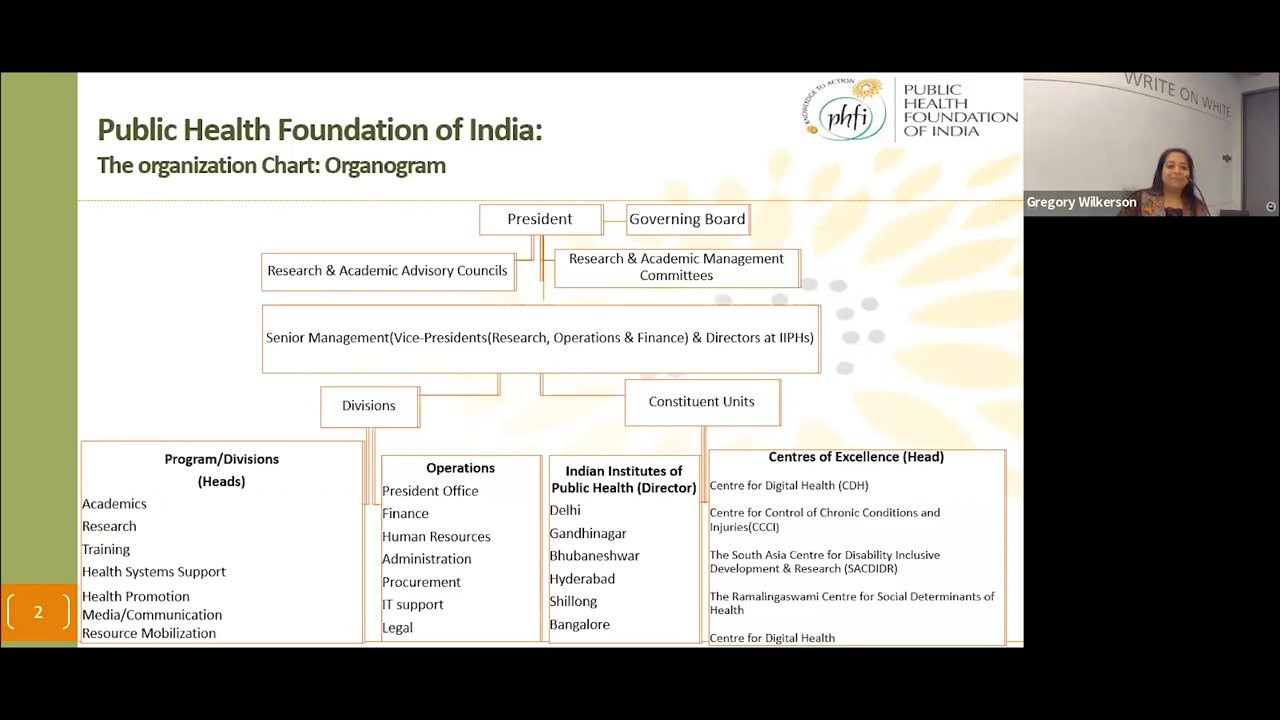 Public Health Foundation of India:
The organization Chart: Organogram
KNOWLEDGE TO ACTION
phfi
PUBLIC
HEALTH
FOUNDATION
OF INDIA
WRITE ON WHITE
Gregory Wilkerson
President
Governing Board
Research & Academic Advisory Councils
Research & Academic Management
Committees
Senior Management(Vice-Presidents(Research, Operations & Finance) & Directors at IIPHs)
Divisions
Constituent Units
Program/Divisions
(Heads)
Academics
Research
Training
Health Systems Support
Health Promotion
Media/Communication
Resource Mobilization
Operations
President Office
Finance
Human Resources
Administration
Procurement
IT support
Legal
Indian Institutes of
Public Health (Director)
Delhi
Gandhinagar
Bhubaneshwar
Hyderabad
Shillong
Bangalore
Centres of Excellence (Head)
Centre for Digital Health (CDH)
Centre for Control of Chronic Conditions and
Injuries(CCCI)
The South Asia Centre for Disability Inclusive
Development & Research (SACDIDR)
The Ramalingaswami Centre for Social Determinants of
Health
Centre for Digital Health
2